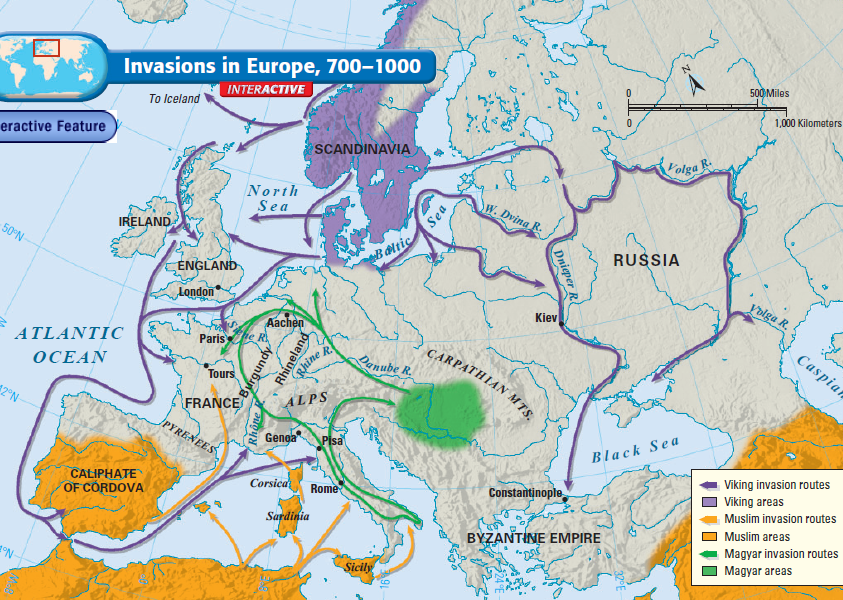 Invasions in Europe, 700–1000
INTERACTIVE
eractive Feature
To Iceland
0
500 Miles
0
1,000 Kilometers
N
SCANDINAVIA
Volga R.
North
Sea
Baltic
Sea
W. Dvina R.
IRELAND
50°N
ENGLAND
London
Dnieper R.
RUSSIA
Kiev
Volga R.
ATLANTIC
OCEAN
Aachen
Seine R.
Paris
Rhineland
Rhine R.
Burgundy
Tours
Danube R.
CARPATHIAN MTS.
Caspian
FRANCE
ALPS
Rhône R.
PYRENEES
Genoa
Pisa
Black Sea
CALIPHATE
OF CÓRDOVA
Corsica
Rome
Constantinople
Sardinia
BYZANTINE EMPIRE
Sicily
16°E
24°E
32°E
Viking invasion routes
Viking areas
Muslim invasion routes
Muslim areas
Magyar invasion routes
Magyar areas